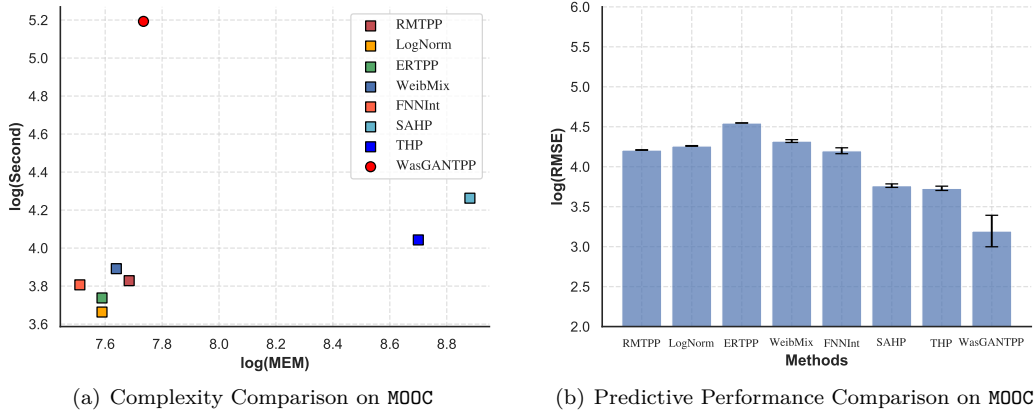 log(Second)
5.2
5.0
4.8
4.6
4.4
4.2
4.0
3.8
3.6
7.6
7.8
8.0
8.2
8.4
8.6
8.8
log(MEM)
RMTPP
LogNorm
ERTPP
WeibMix
FNNInt
SAHP
THP
WasGANTPP
(a) Complexity Comparison on MOOC
log(RMSE)
6.0
5.5
5.0
4.5
4.0
3.5
3.0
2.5
2.0
RMTPP
LogNorm
ERTPP
WeibMix
FNNInt
SAHP
THP
WasGANTPP
Methods
(b) Predictive Performance Comparison on MOOC